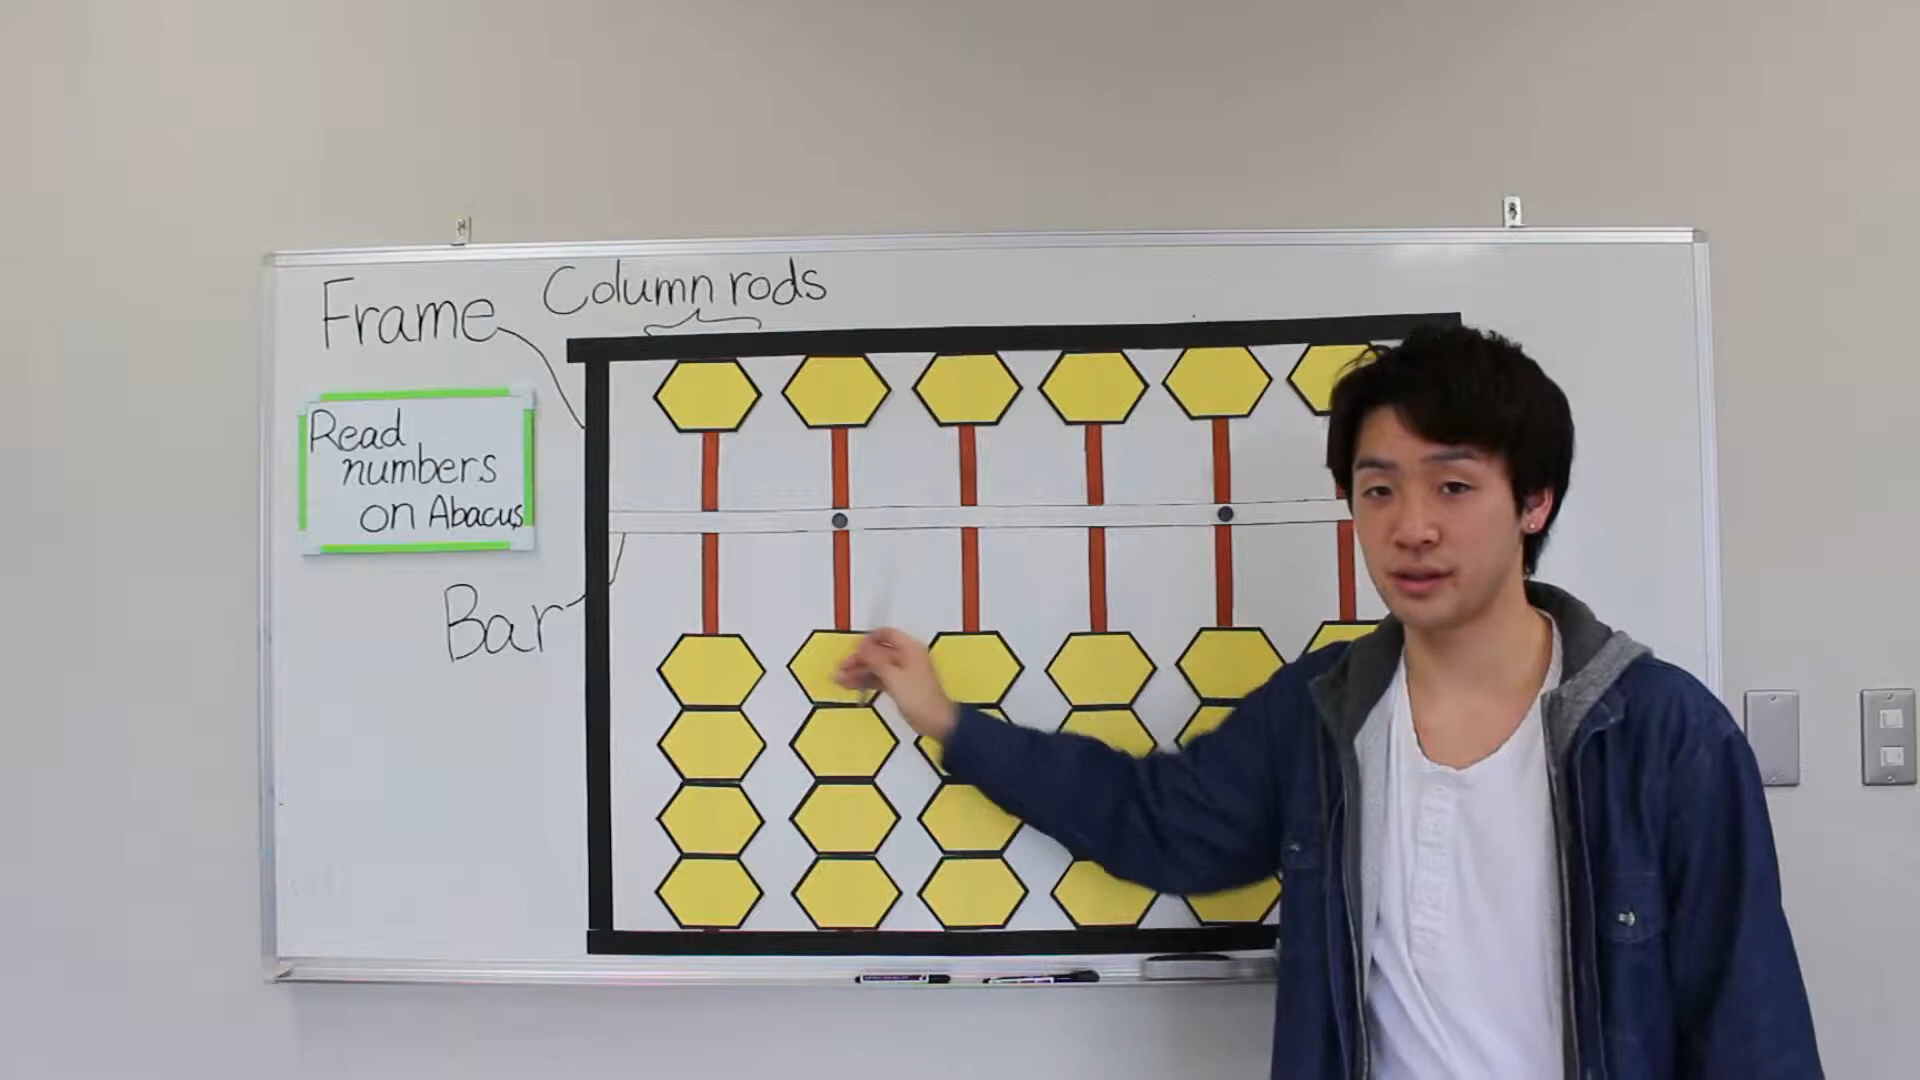 Frame
Column rods
Read
numbers
on Abacus
Bar